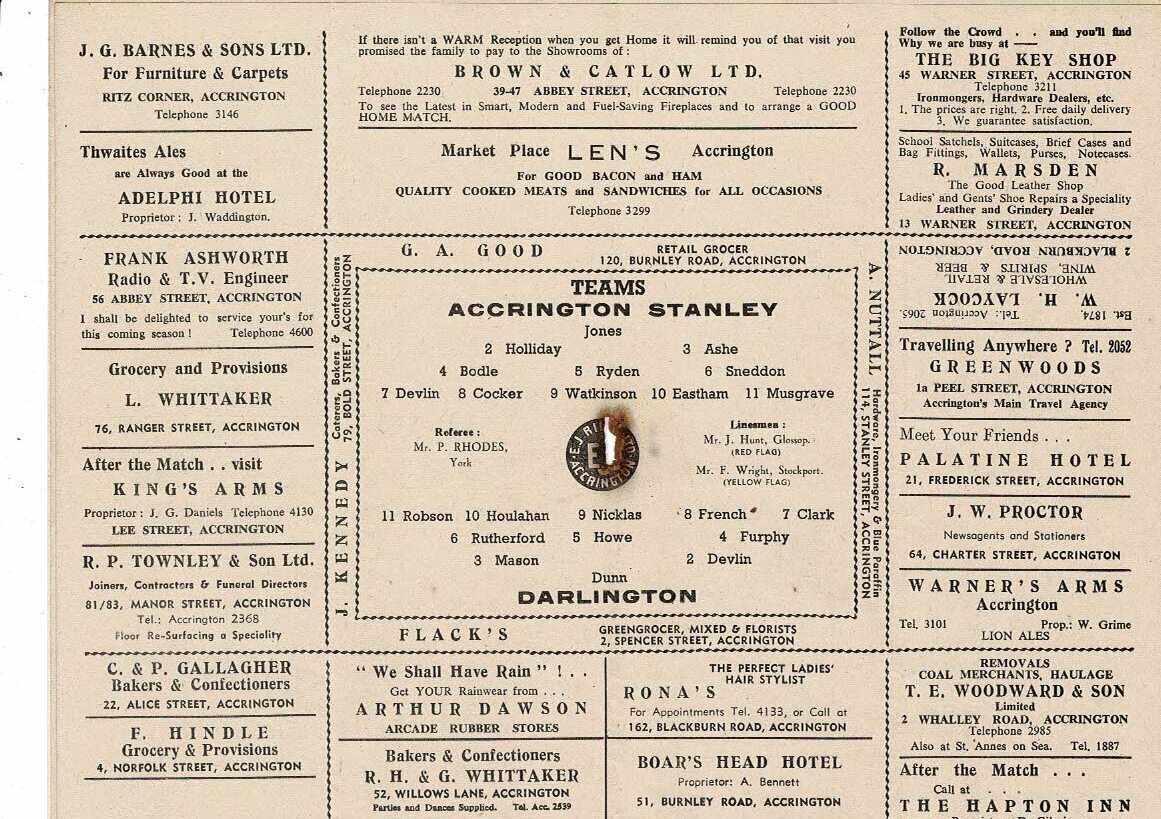 J. G. BARNES & SONS LTD.
For Furniture & Carpets
RITZ CORNER, ACCRINGTON
Telephone 3146
Thwaites Ales
are Always Good at the
ADELPHI HOTEL
Proprietor : J. Waddington.
If there isn't a WARM Reception when you get Home it will remind you of that visit you
promised the family to pay to the Showrooms of :
BROWN & CATLOW LTD.
Telephone 2230 39-47 ABBEY STREET, ACCRINGTON Telephone 2230
To see the Latest in Smart, Modern and Fuel-Saving Fireplaces and to arrange a GOOD
HOME MATCH.
Market Place LEN'S Accrington
For GOOD BACON and HAM
QUALITY COOKED MEATS and SANDWICHES for ALL OCCASIONS
Telephone 3299
Follow the Crowd . . and you'll find
Why we are busy at —
THE BIG KEY SHOP
45 WARNER STREET, ACCRINGTON
Telephone 3211
Ironmongers, Hardware Dealers, etc.
1. The prices are right. 2. Free daily delivery
3. We guarantee satisfaction.
School Satchels, Suitcases, Brief Cases and
Bag Fittings, Wallets, Purses, Notecases.
R. MARSDEN
The Good Leather Shop
Ladies' and Gents' Shoe Repairs a Speciality
Leather and Grindery Dealer
13 WARNER STREET, ACCRINGTON
FRANK ASHWORTH
Radio & T.V. Engineer
56 ABBEY STREET, ACCRINGTON
I shall be delighted to service your's for
this coming season ! Telephone 4600
Grocery and Provisions
L. WHITTAKER
76, RANGER STREET, ACCRINGTON
After the Match . . visit
KING'S ARMS
Proprietor : J. G. Daniels Telephone 4130
LEE STREET, ACCRINGTON
R. P. TOWNLEY & Son Ltd.
Joiners, Contractors & Funeral Directors
81/83, MANOR STREET, ACCRINGTON
Tel.: Accrington 2368
Floor Re-Surfacing a Speciality
J. KENNEDY Caterers, Bakers & Confectioners
79, BOLD STREET, ACCRINGTON
G. A. GOOD RETAIL GROCER
120, BURNLEY ROAD, ACCRINGTON
TEAMS
ACCRINGTON STANLEY
Jones
2 Holliday 3 Ashe
4 Bodle 5 Ryden 6 Sneddon
7 Devlin 8 Cocker 9 Watkinson 10 Eastham 11 Musgrave
Referee :
Mr. P. RHODES,
York
ACCRINGTON
Linesmen :
Mr. J. Hunt, Glossop.
(RED FLAG)
Mr. F. Wright, Stockport.
(YELLOW FLAG)
11 Robson 10 Houlahan 9 Nicklas 8 French 7 Clark
6 Rutherford 5 Howe 4 Furphy
3 Mason 2 Devlin
Dunn
DARLINGTON
FLACK'S GREENGROCER, MIXED & FLORISTS
2, SPENCER STREET, ACCRINGTON
A. NUTTALL Hardware, Ironmongery & Blue Paraffin
114, STANLEY STREET, ACCRINGTON
Est. 1874. Tel.: Accrington 2065.
W. H. LAYCOCK
WHOLESALE & RETAIL
WINE, SPIRITS & BEER
2 BLACKBURN ROAD, ACCRINGTON
Travelling Anywhere ? Tel. 2052
GREENWOODS
1a PEEL STREET, ACCRINGTON
Accrington's Main Travel Agency
Meet Your Friends . . .
PALATINE HOTEL
21, FREDERICK STREET, ACCRINGTON
J. W. PROCTOR
Newsagents and Stationers
64, CHARTER STREET, ACCRINGTON
WARNER'S ARMS
Accrington
Tel. 3101 Prop.: W. Grime
LION ALES
C. & P. GALLAGHER
Bakers & Confectioners
22, ALICE STREET, ACCRINGTON
F. HINDLE
Grocery & Provisions
4, NORFOLK STREET, ACCRINGTON
" We Shall Have Rain " ! . .
Get YOUR Rainwear from . . .
ARTHUR DAWSON
ARCADE RUBBER STORES
Bakers & Confectioners
R. H. & G. WHITTAKER
52, WILLOWS LANE, ACCRINGTON
Parties and Dances Supplied. Tel. Acc. 2539
THE PERFECT LADIES'
HAIR STYLIST
RONA'S
For Appointments Tel. 4133, or Call at
162, BLACKBURN ROAD, ACCRINGTON
BOAR'S HEAD HOTEL
Proprietor: A. Bennett
51, BURNLEY ROAD, ACCRINGTON
REMOVALS
COAL MERCHANTS, HAULAGE
T. E. WOODWARD & SON
Limited
2 WHALLEY ROAD, ACCRINGTON
Telephone 2985
Also at St. Annes on Sea. Tel. 1887
After the Match . . .
Call at . . .
THE HAPTON INN